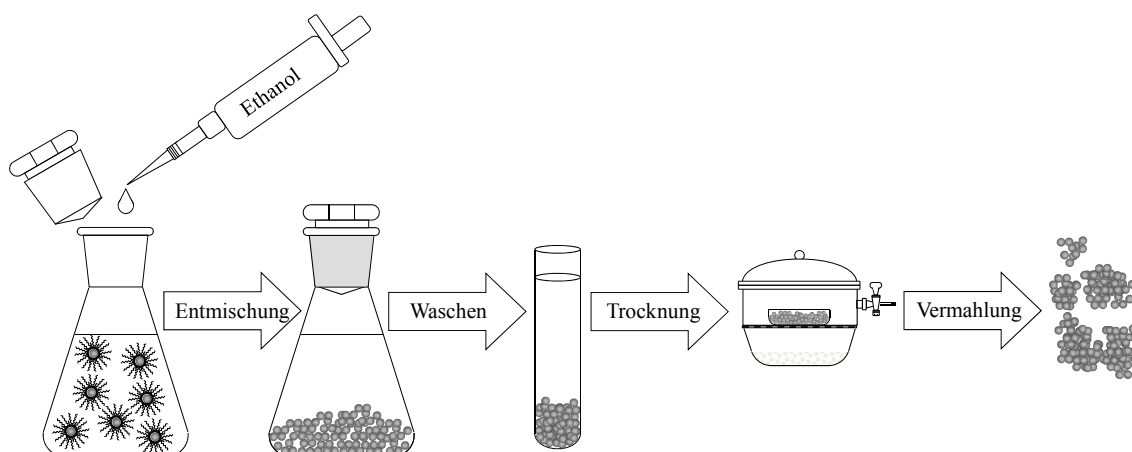 Ethanol
Entmischung
Waschen
Trocknung
Vermahlung